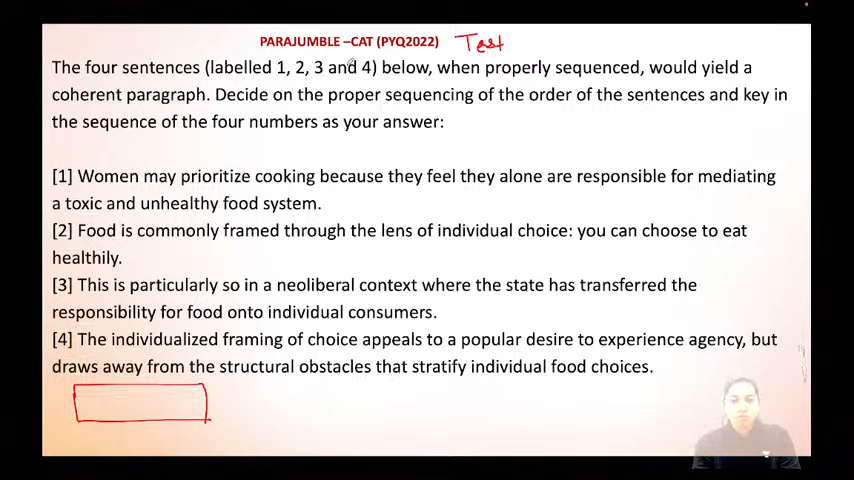 PARAJUMBLE –CAT (PYQ2022) Test
The four sentences (labelled 1, 2, 3 and 4) below, when properly sequenced, would yield a
coherent paragraph. Decide on the proper sequencing of the order of the sentences and key in
the sequence of the four numbers as your answer:
[1] Women may prioritize cooking because they feel they alone are responsible for mediating
a toxic and unhealthy food system.
[2] Food is commonly framed through the lens of individual choice: you can choose to eat
healthily.
[3] This is particularly so in a neoliberal context where the state has transferred the
responsibility for food onto individual consumers.
[4] The individualized framing of choice appeals to a popular desire to experience agency, but
draws away from the structural obstacles that stratify individual food choices.